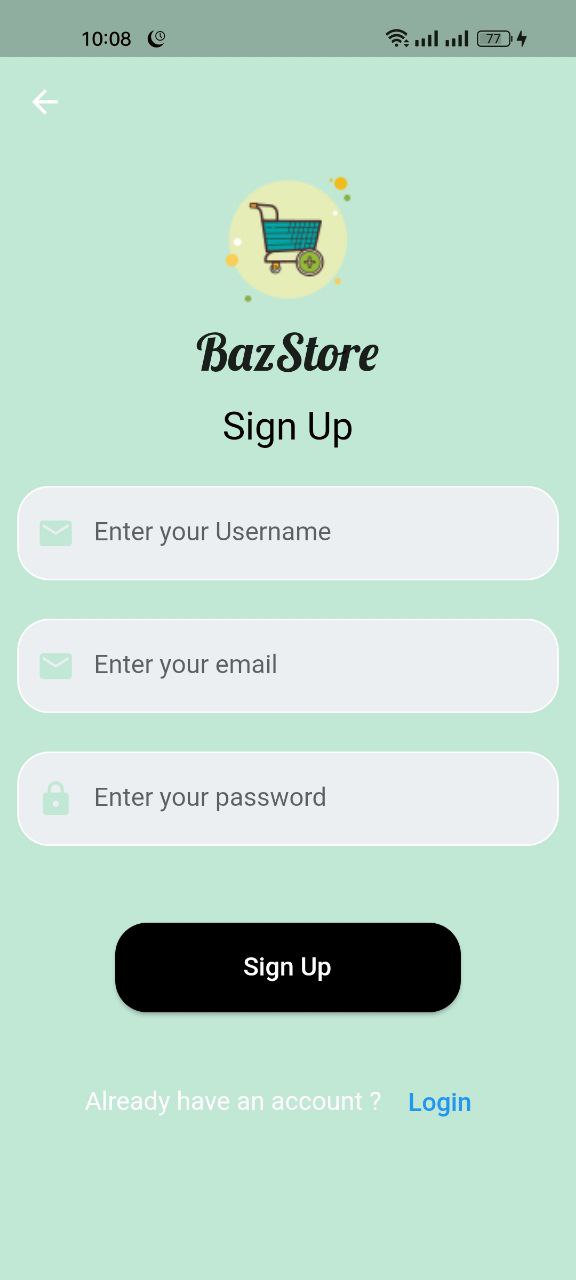 10:08
77
BazStore
Sign Up
Enter your Username
Enter your email
Enter your password
Sign Up
Already have an account ? Login